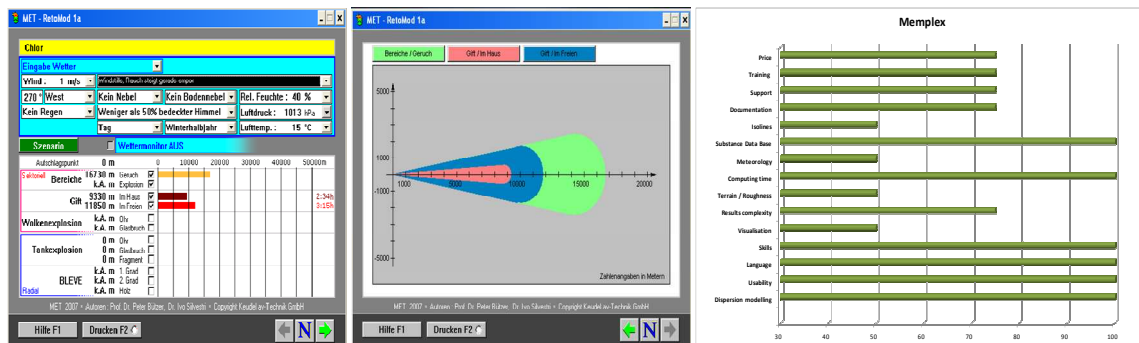 MET - RetoMod 1a
Chlor
Eingabe Wetter
Wind : 1 m/s Windstille, Rauch steigt gerade empor
270 ° West Kein Nebel Kein Bodennebel Rel. Feuchte : 40 %
Kein Regen Weniger als 50% bedeckter Himmel Luftdruck : 1013 hPa
Tag Winterhalbjahr Lufttemp. : 15 °C
Szenario Wettermonitor AUS
Aufschlagpunkt 0 m 0 10000 20000 30000 40000 50000m
Sektoriell Bereiche 16730 m Geruch
k.A. m Explosion
Gift 9330 m Im Haus 2:34h
11850 m Im Freien 3:15h
Wolkenexplosion k.A. m Ohr
k.A. m Glasbruch
Tankexplosion 0 m Ohr
0 m Glasbruch
0 m Fragment
BLEVE k.A. m 1. Grad
k.A. m 2. Grad
Radial k.A. m Holz
MET 2007 • Autoren : Prof. Dr. Peter Bützer, Dr. Ivo Silvestri • Copyright Keudel av-Technik GmbH
Hilfe F1 Drucken F2 N
MET - RetoMod 1a
Bereiche / Geruch Gift / Im Haus Gift / Im Freien
5000
1000
-1000
-5000
1000 5000 10000 15000 20000
Zahlenangaben in Metern
MET 2007 • Autoren : Prof. Dr. Peter Bützer, Dr. Ivo Silvestri • Copyright Keudel av-Technik GmbH
Hilfe F1 Drucken F2 N
Memplex
Price
Training
Support
Documentation
Isolines
Substance Data Base
Meteorology
Computing time
Terrain / Roughness
Results complexity
Visualisation
Skills
Language
Usability
Dispersion modelling
30 40 50 60 70 80 90 100